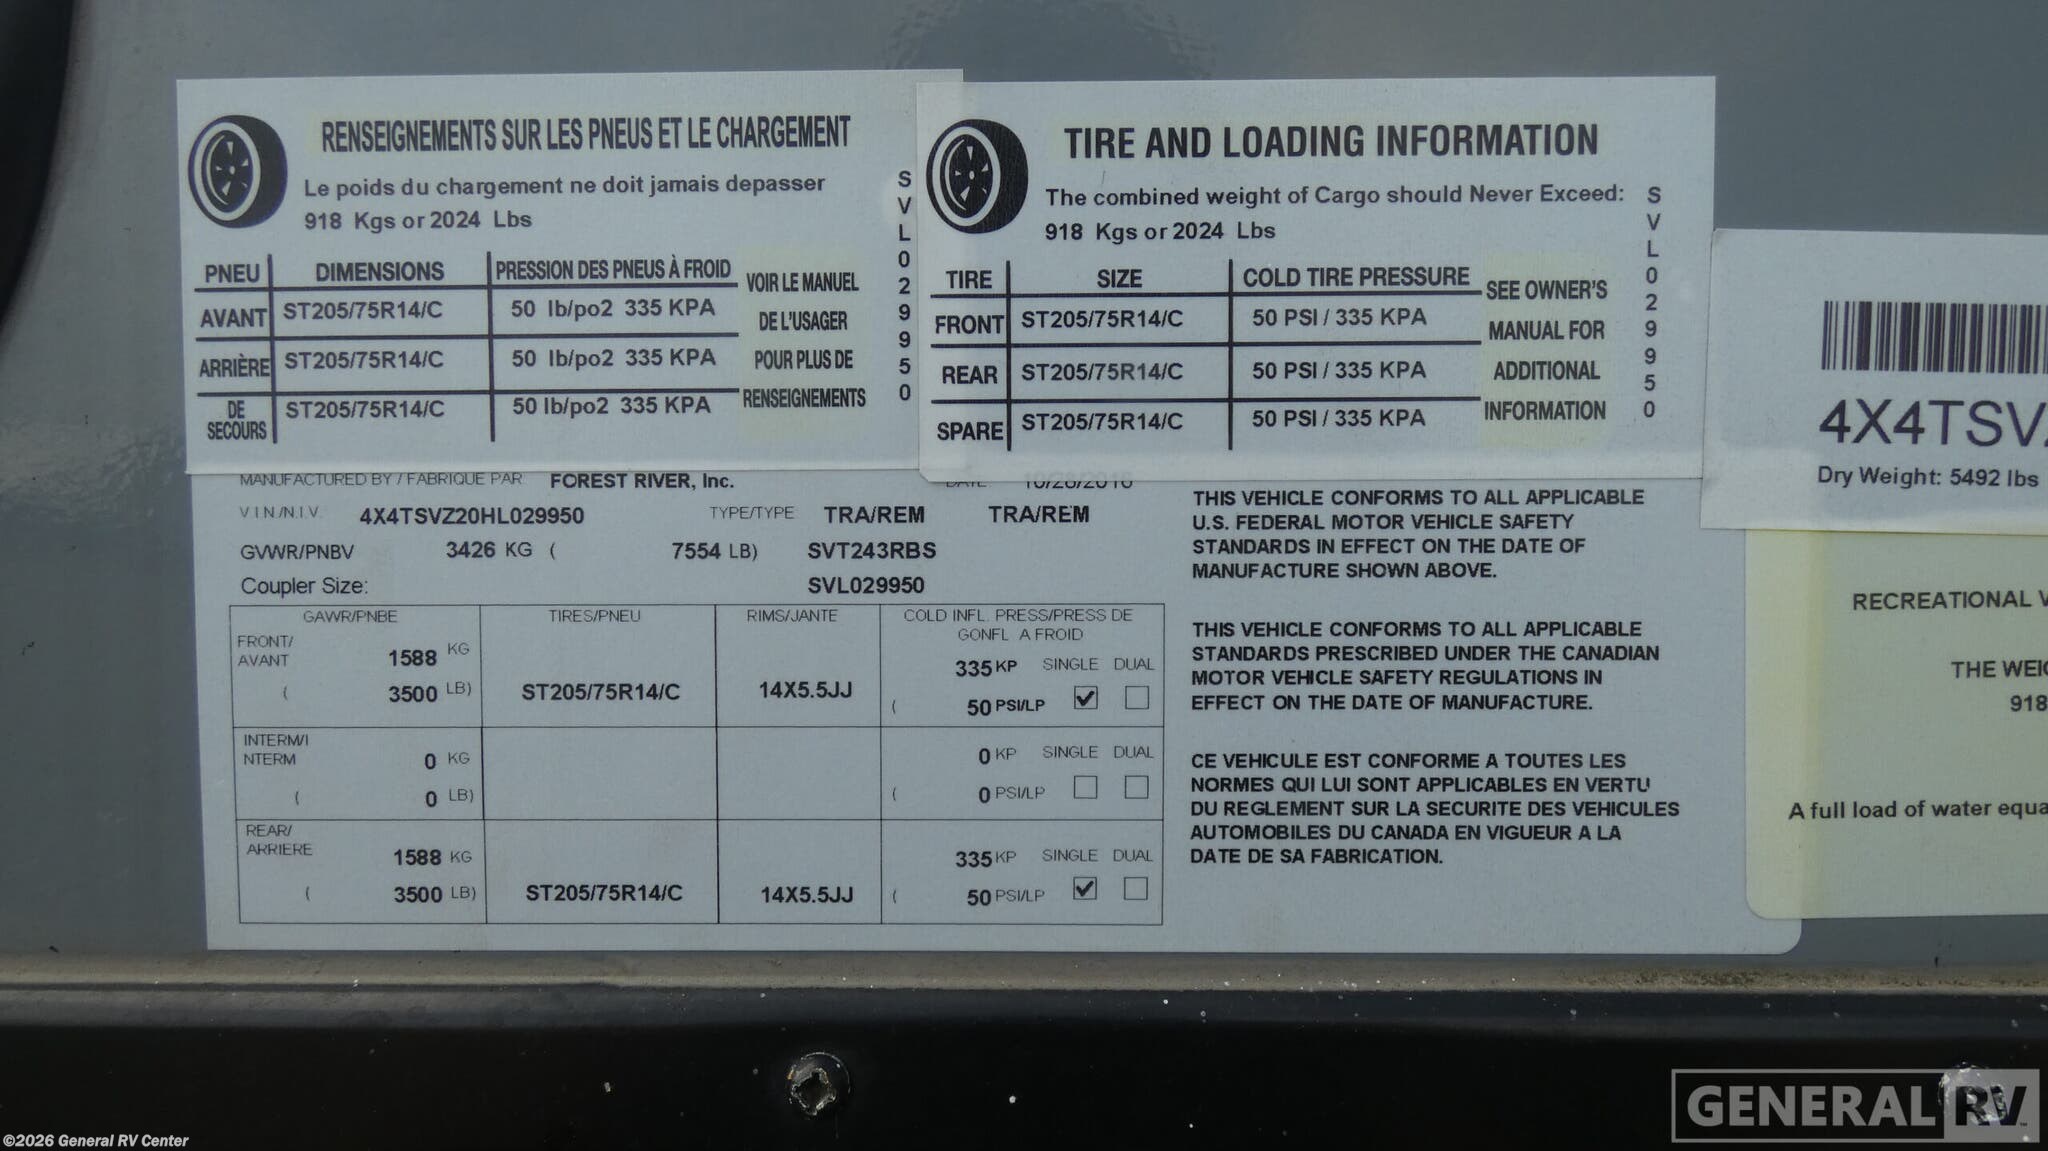 RENSEIGNEMENTS SUR LES PNEUS ET LE CHARGEMENT
Le poids du chargement ne doit jamais depasser
918 Kgs or 2024 Lbs
PNEU DIMENSIONS PRESSION DES PNEUS À FROID
AVANT ST205/75R14/C 50 lb/po2 335 KPA
ARRIÈRE ST205/75R14/C 50 lb/po2 335 KPA
DE SECOURS ST205/75R14/C 50 lb/po2 335 KPA
VOIR LE MANUEL
DE L'USAGER
POUR PLUS DE
RENSEIGNEMENTS
SVL029950
TIRE AND LOADING INFORMATION
The combined weight of Cargo should Never Exceed:
918 Kgs or 2024 Lbs
TIRE SIZE COLD TIRE PRESSURE
FRONT ST205/75R14/C 50 PSI / 335 KPA
REAR ST205/75R14/C 50 PSI / 335 KPA
SPARE ST205/75R14/C 50 PSI / 335 KPA
SEE OWNER'S
MANUAL FOR
ADDITIONAL
INFORMATION
SVL029950
4X4TSV
Dry Weight: 5492 lbs
MANUFACTURED BY / FABRIQUE PAR FOREST RIVER, Inc. DATE
V I N /N.I.V. 4X4TSVZ20HL029950 TYPE/TYPE TRA/REM TRA/REM
GVWR/PNBV 3426 KG ( 7554 LB) SVT243RBS
Coupler Size: SVL029950
GAWR/PNBE TIRES/PNEU RIMS/JANTE COLD INFL. PRESS/PRESS DE
GONFL A FROID
FRONT/
AVANT 1588 KG 335 KP SINGLE DUAL
( 3500 LB) ST205/75R14/C 14X5.5JJ ( 50 PSI/LP
INTERM/I
NTERM 0 KG 0 KP SINGLE DUAL
( 0 LB) ( 0 PSI/LP
REAR/
ARRIERE 1588 KG 335 KP SINGLE DUAL
( 3500 LB) ST205/75R14/C 14X5.5JJ ( 50 PSI/LP
THIS VEHICLE CONFORMS TO ALL APPLICABLE
U.S. FEDERAL MOTOR VEHICLE SAFETY
STANDARDS IN EFFECT ON THE DATE OF
MANUFACTURE SHOWN ABOVE.
THIS VEHICLE CONFORMS TO ALL APPLICABLE
STANDARDS PRESCRIBED UNDER THE CANADIAN
MOTOR VEHICLE SAFETY REGULATIONS IN
EFFECT ON THE DATE OF MANUFACTURE.
CE VEHICULE EST CONFORME A TOUTES LES
NORMES QUI LUI SONT APPLICABLES EN VERTU
DU REGLEMENT SUR LA SECURITE DES VEHICULES
AUTOMOBILES DU CANADA EN VIGUEUR A LA
DATE DE SA FABRICATION.
RECREATIONAL V
THE WEIG
918
A full load of water equa
GENERAL RV
©2026 General RV Center